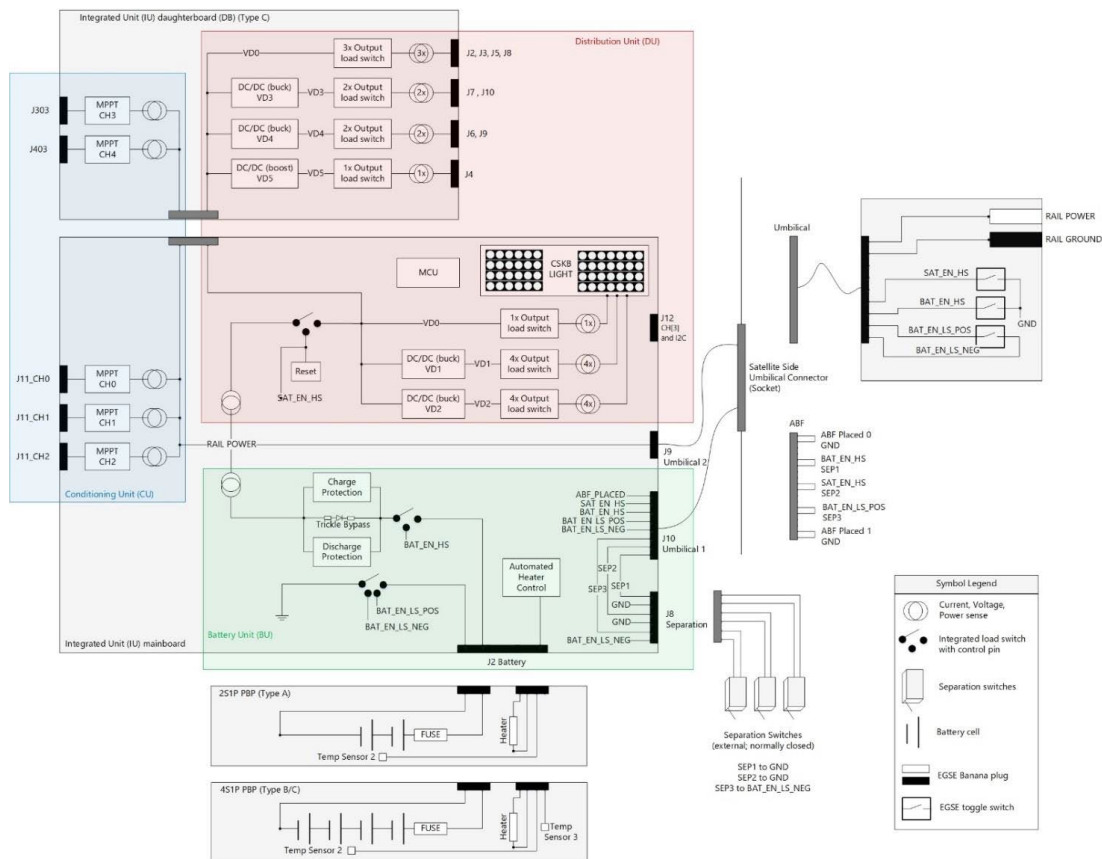 Integrated Unit (IU) daughterboard (DB) (Type C)
Distribution Unit (DU)
VD0
3x Output
load switch
3x
J2, J3, J5, J8
DC/DC (buck)
VD3
VD3
2x Output
load switch
2x
J7 , J10
DC/DC (buck)
VD4
VD4
2x Output
load switch
2x
J6, J9
DC/DC (boost)
VD5
VD5
1x Output
load switch
1x
J4
J303
MPPT
CH3
J403
MPPT
CH4
MCU
CSKB
LIGHT
VD0
1x Output
load switch
1x
J12
CH[3]
and I2C
Reset
SAT_EN_HS
DC/DC (buck)
VD1
VD1
4x Output
load switch
4x
DC/DC (buck)
VD2
VD2
4x Output
load switch
4x
J11_CH0
MPPT
CH0
J11_CH1
MPPT
CH1
J11_CH2
MPPT
CH2
Conditioning Unit (CU)
RAIL POWER
J9
Umbilical 2
Charge
Protection
Trickle Bypass
Discharge
Protection
BAT_EN_HS
BAT_EN_LS_POS
BAT_EN_LS_NEG
Automated
Heater
Control
ABF_PLACED
SAT_EN_HS
BAT_EN_HS
BAT_EN_LS_POS
BAT_EN_LS_NEG
J10
Umbilical 1
SEP3
SEP2
SEP1
GND
GND
BAT_EN_LS_NEG
J8
Separation
Battery Unit (BU)
Integrated Unit (IU) mainboard
J2 Battery
2S1P PBP (Type A)
FUSE
Heater
Temp Sensor 2
4S1P PBP (Type B/C)
FUSE
Heater
Temp Sensor 2
Temp
Sensor 3
Umbilical
Satellite Side
Umbilical Connector
(Socket)
RAIL POWER
RAIL GROUND
SAT_EN_HS
BAT_EN_HS
BAT_EN_LS_POS
BAT_EN_LS_NEG
GND
ABF
ABF Placed 0
GND
BAT_EN_HS
SEP1
SAT_EN_HS
SEP2
BAT_EN_LS_POS
SEP3
ABF Placed 1
GND
Separation Switches
(external; normally closed)
SEP1 to GND
SEP2 to GND
SEP3 to BAT_EN_LS_NEG
Symbol Legend
Current, Voltage,
Power sense
Integrated load switch
with control pin
Separation switches
Battery cell
EGSE Banana plug
EGSE toggle switch